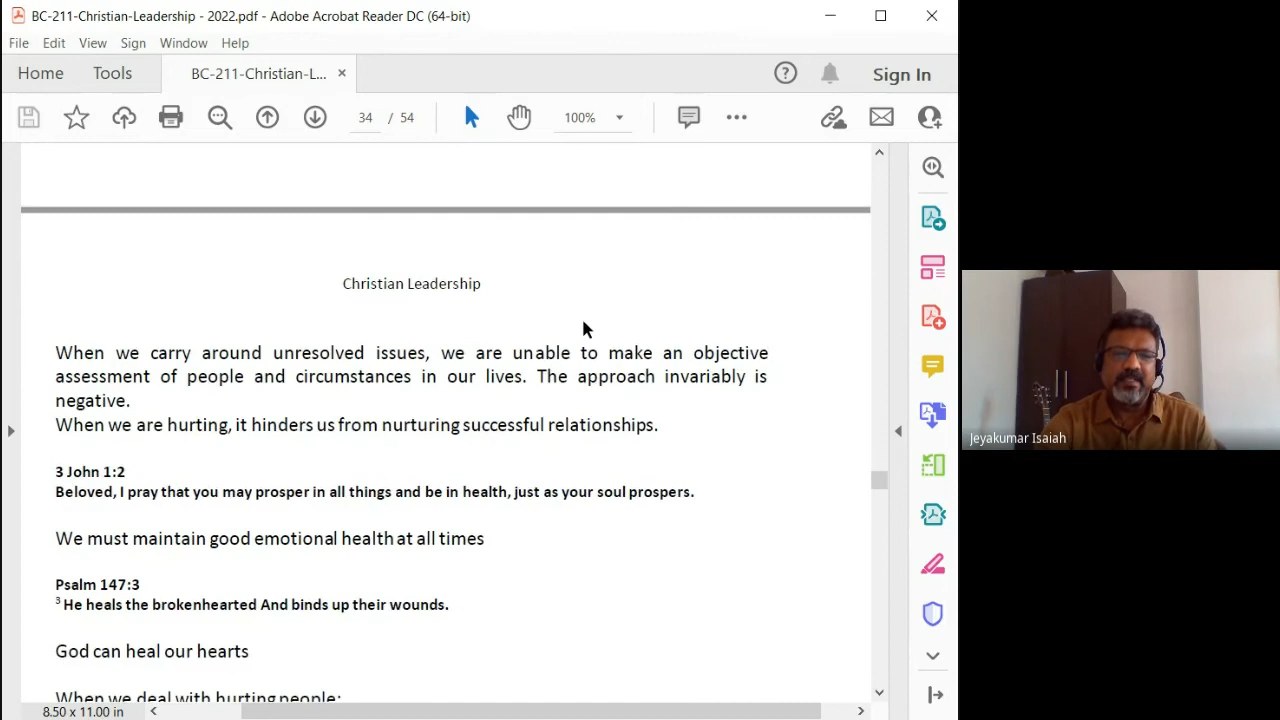 BC-211-Christian-Leadership - 2022.pdf - Adobe Acrobat Reader DC (64-bit)
File Edit View Sign Window Help
Home Tools BC-211-Christian-L... × Sign In
34 / 54 100%
Christian Leadership
When we carry around unresolved issues, we are unable to make an objective
assessment of people and circumstances in our lives. The approach invariably is
negative.
When we are hurting, it hinders us from nurturing successful relationships.
3 John 1:2
Beloved, I pray that you may prosper in all things and be in health, just as your soul prospers.
We must maintain good emotional health at all times
Psalm 147:3
3 He heals the brokenhearted And binds up their wounds.
God can heal our hearts
When we deal with hurting people:
8.50 x 11.00 in
Jeyakumar Isaiah